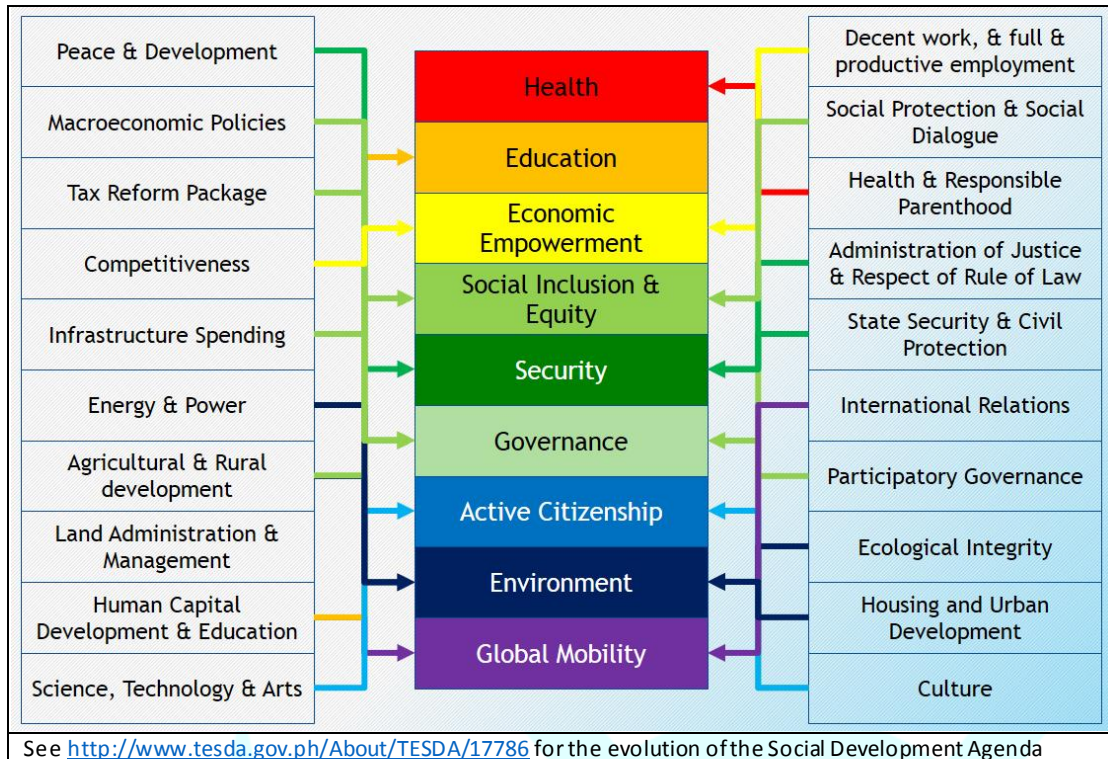 Peace & Development
Macroeconomic Policies
Tax Reform Package
Competitiveness
Infrastructure Spending
Energy & Power
Agricultural & Rural
development
Land Administration &
Management
Human Capital
Development & Education
Science, Technology & Arts
Health
Education
Economic
Empowerment
Social Inclusion &
Equity
Security
Governance
Active Citizenship
Environment
Global Mobility
Decent work, & full &
productive employment
Social Protection & Social
Dialogue
Health & Responsible
Parenthood
Administration of Justice
& Respect of Rule of Law
State Security & Civil
Protection
International Relations
Participatory Governance
Ecological Integrity
Housing and Urban
Development
Culture
See http://www.tesda.gov.ph/About/TESDA/17786 for the evolution of the Social Development Agenda